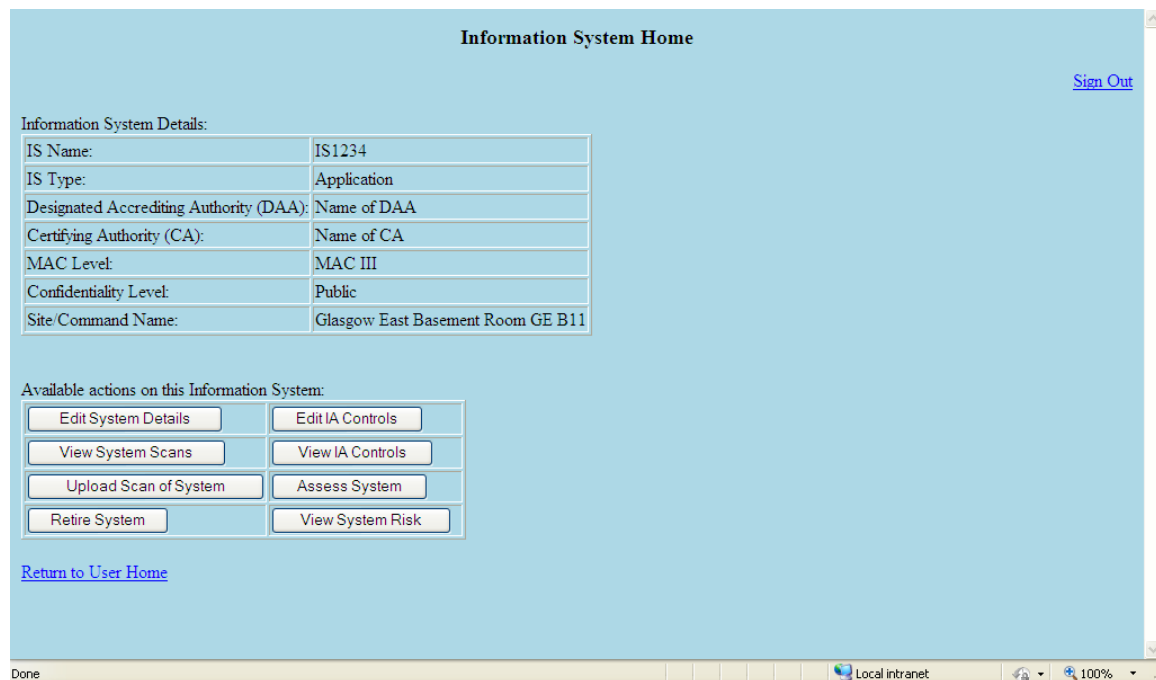 Information System Home
Sign Out
Information System Details:
IS Name: IS1234
IS Type: Application
Designated Accrediting Authority (DAA): Name of DAA
Certifying Authority (CA): Name of CA
MAC Level: MAC III
Confidentiality Level: Public
Site/Command Name: Glasgow East Basement Room GE B11
Available actions on this Information System:
Edit System Details Edit IA Controls
View System Scans View IA Controls
Upload Scan of System Assess System
Retire System View System Risk
Return to User Home
Done Local intranet 100%